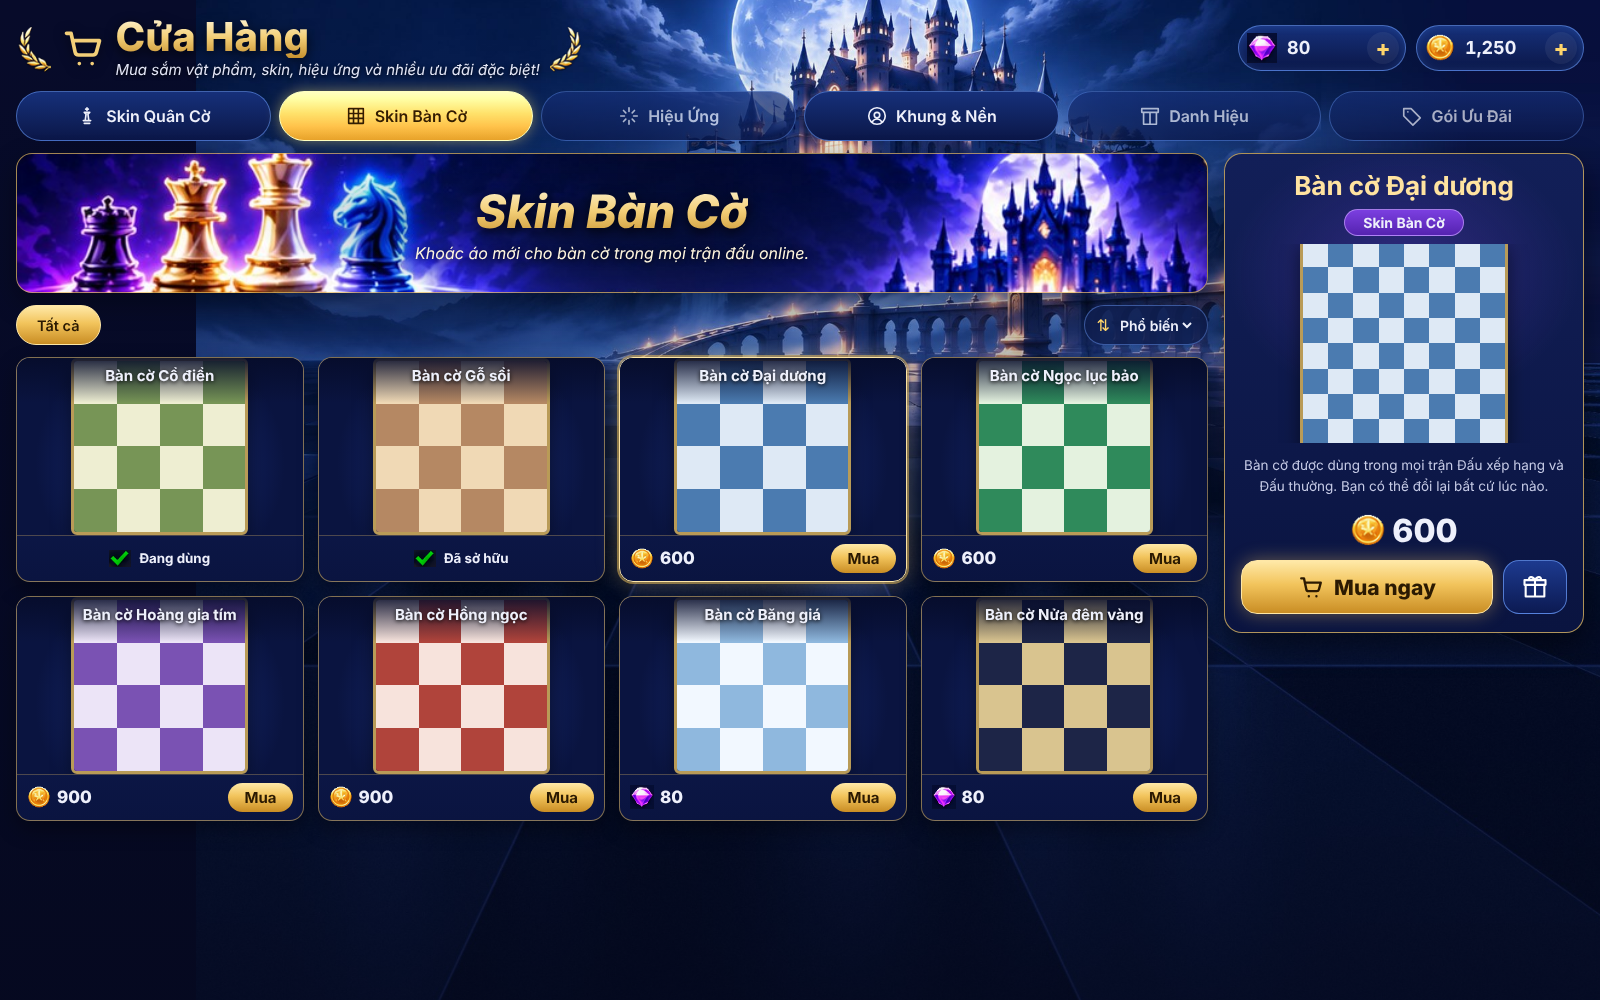 Cửa Hàng
Mua sắm vật phẩm, skin, hiệu ứng và nhiều ưu đãi đặc biệt!
80 +
1,250 +
Skin Quân Cờ
Skin Bàn Cờ
Hiệu Ứng
Khung & Nền
Danh Hiệu
Gói Ưu Đãi
Skin Bàn Cờ
Khoác áo mới cho bàn cờ trong mọi trận đấu online.
Tất cả
Phổ biến
Bàn cờ Cổ điển
Đang dùng
Bàn cờ Gỗ sồi
Đã sở hữu
Bàn cờ Đại dương
600 Mua
Bàn cờ Ngọc lục bảo
600 Mua
Bàn cờ Hoàng gia tím
900 Mua
Bàn cờ Hồng ngọc
900 Mua
Bàn cờ Băng giá
80 Mua
Bàn cờ Nửa đêm vàng
80 Mua
Bàn cờ Đại dương
Skin Bàn Cờ
Bàn cờ được dùng trong mọi trận Đấu xếp hạng và
Đấu thường. Bạn có thể đổi lại bất cứ lúc nào.
600
Mua ngay